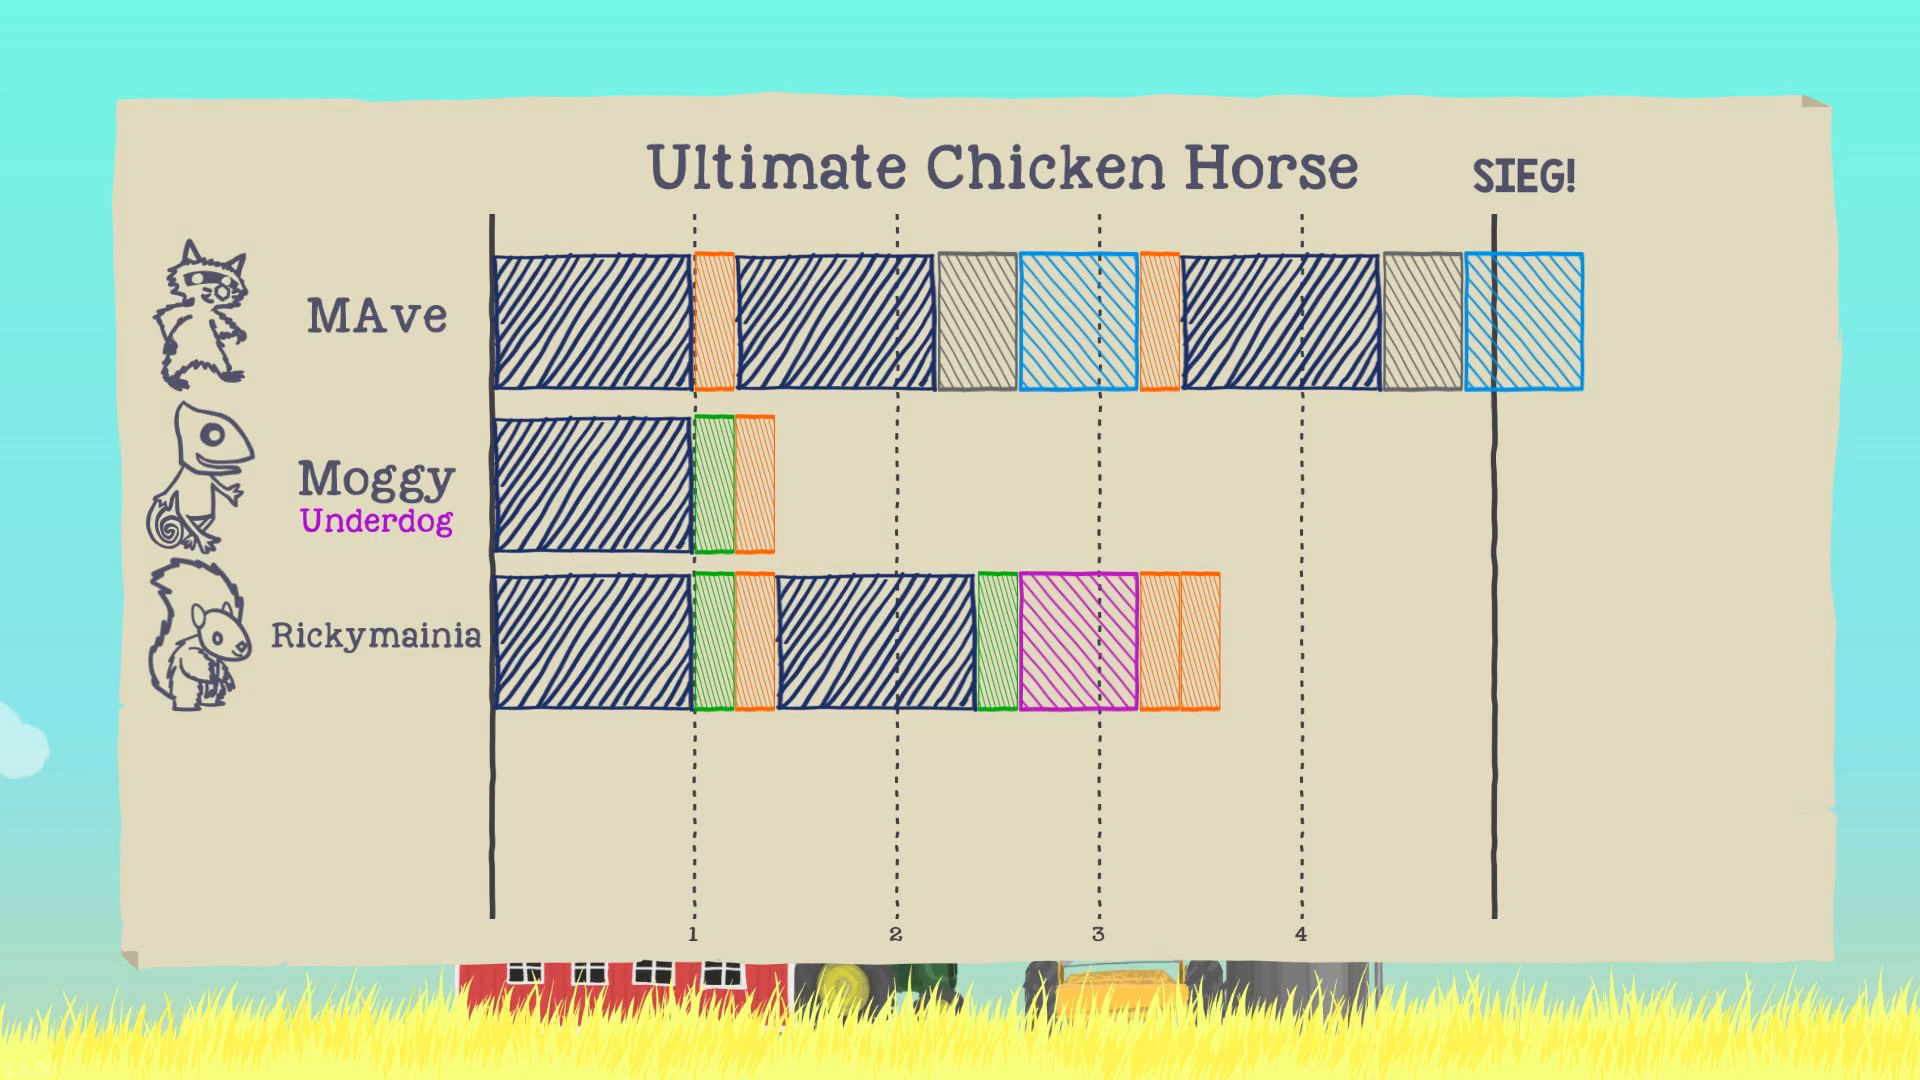 Ultimate Chicken Horse
SIEG!
MAve
Moggy
Underdog
Rickymainia
1 2 3 4